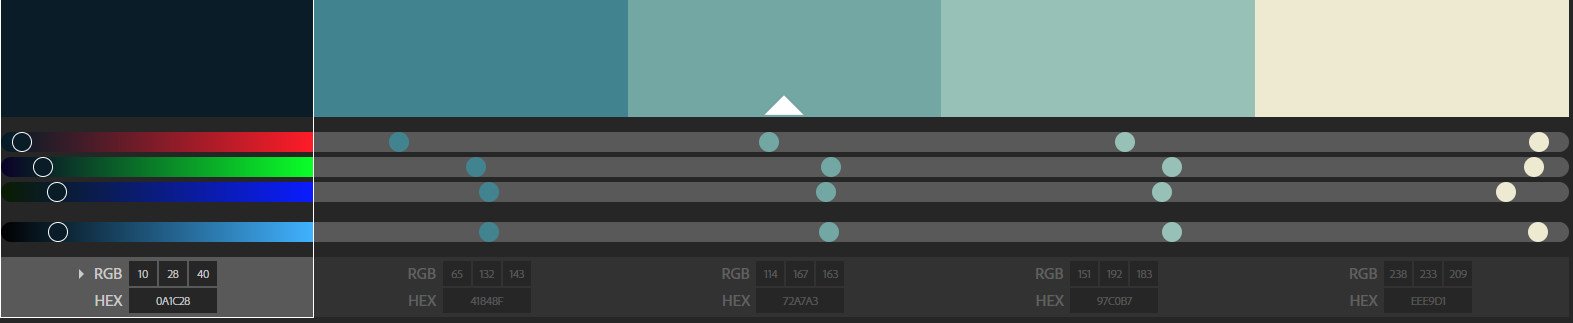 RGB 10 28 40 RGB 65 132 143 RGB 114 167 163 RGB 151 192 183 RGB 238 233 209
HEX 0A1C28 HEX 41848F HEX 72A7A3 HEX 97C0B7 HEX EEE9D1